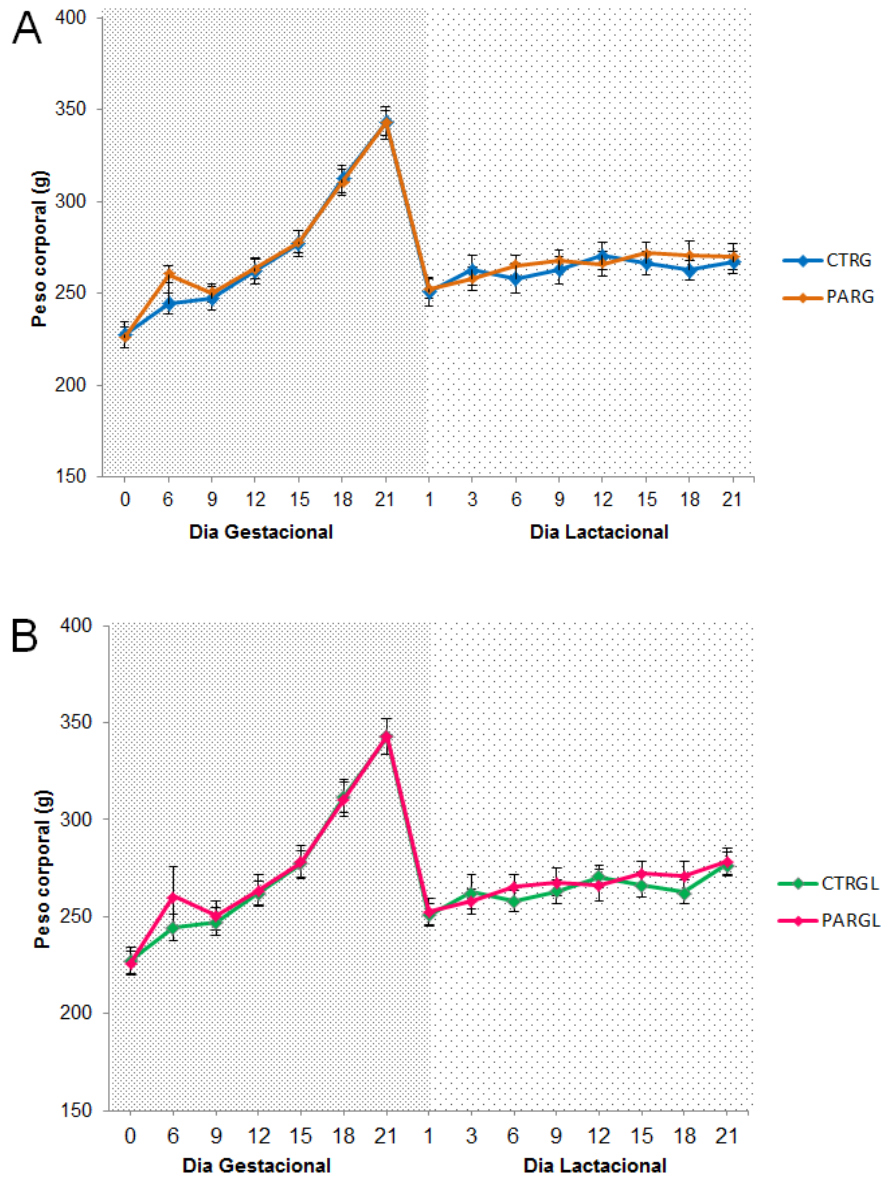 A
400
350
300
250
200
150
Peso corporal (g)
0 6 9 12 15 18 21 1 3 6 9 12 15 18 21
Dia Gestacional Dia Lactacional
CTRG
PARG
B
400
350
300
250
200
150
Peso corporal (g)
0 6 9 12 15 18 21 1 3 6 9 12 15 18 21
Dia Gestacional Dia Lactacional
CTRGL
PARGL